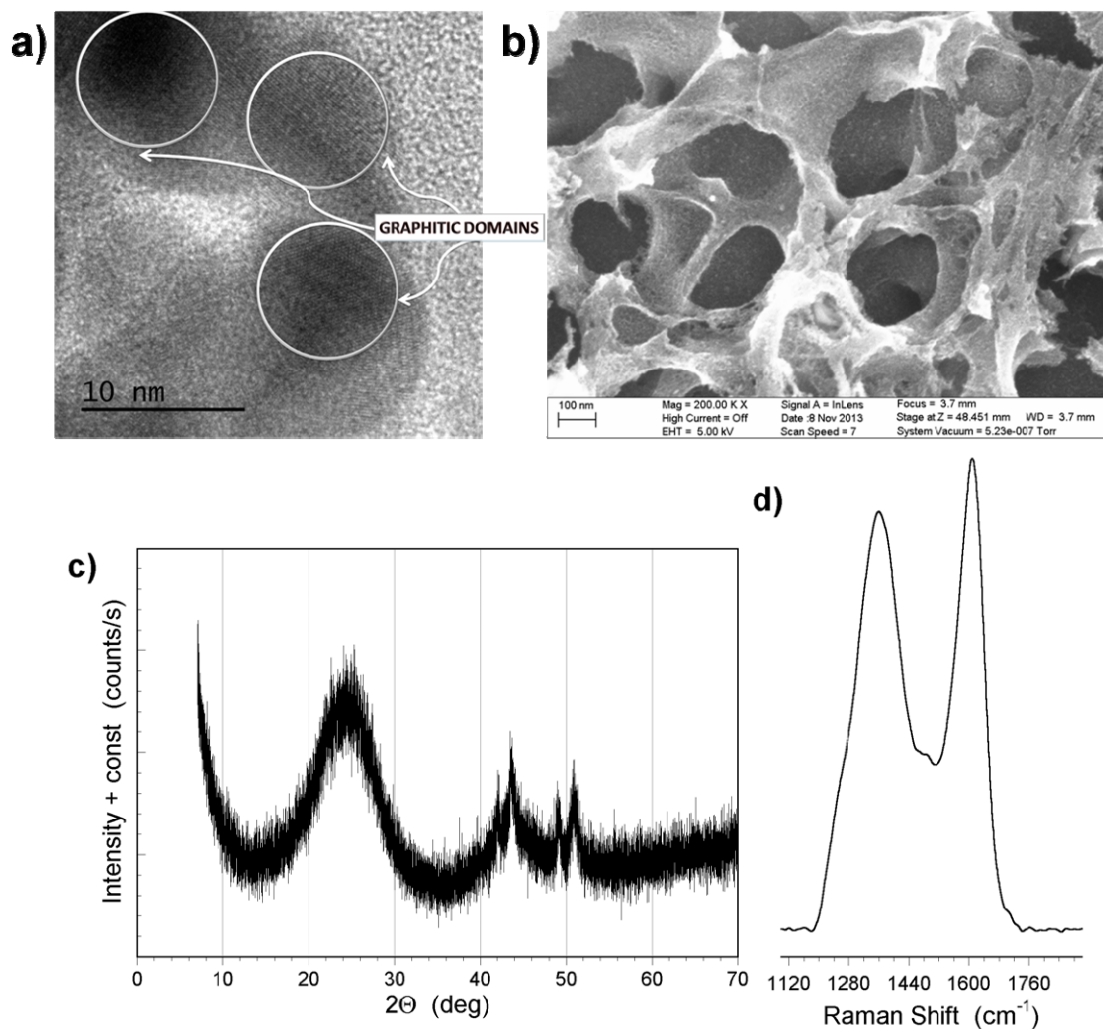 a)
GRAPHITIC DOMAINS
10 nm
b)
100 nm
Mag = 200.00 K X
High Current = Off
EHT = 5.00 kV
Signal A = InLens
Date :8 Nov 2013
Scan Speed = 7
Focus = 3.7 mm
Stage at Z = 48.451 mm WD = 3.7 mm
System Vacuum = 5.23e-007 Torr
c)
Intensity + const (counts/s)
0 10 20 30 40 50 60 70
2Θ (deg)
d)
1120 1280 1440 1600 1760
Raman Shift (cm⁻¹)